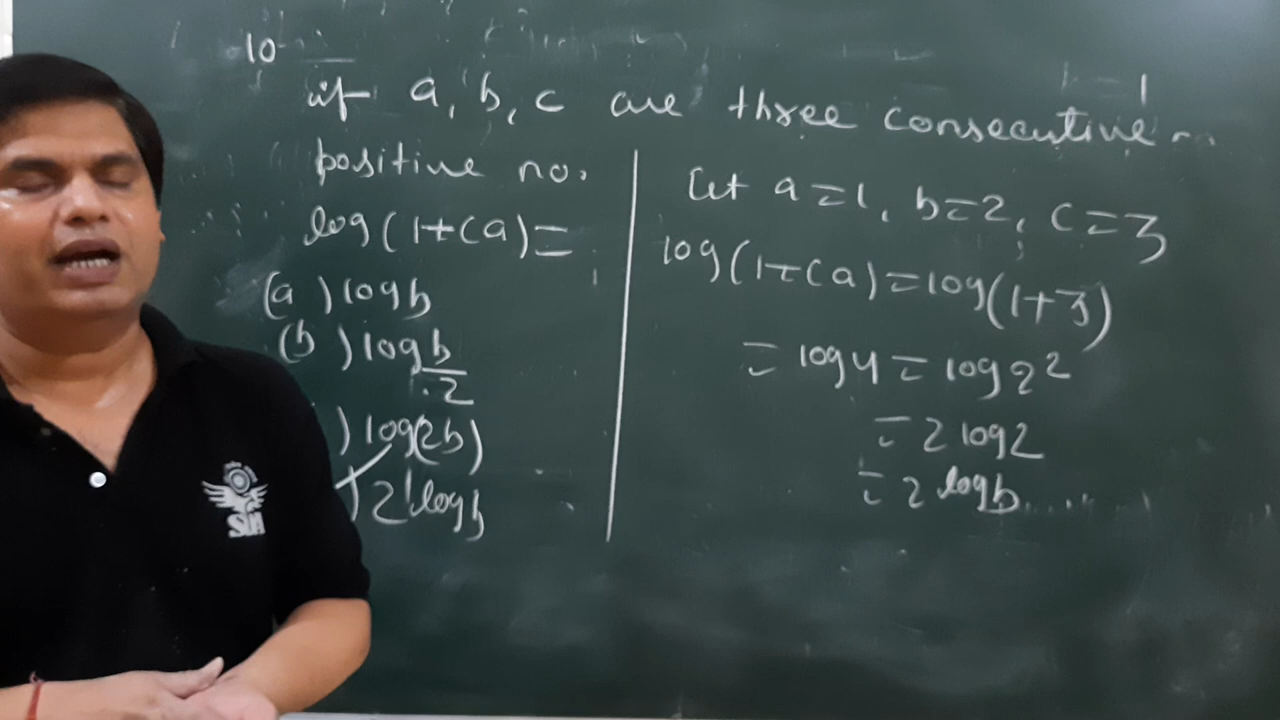 10
if a, b, c are three consecutive
positive no.
log(1+ca)=
(a) log b
(b) log b/2
) log(2b)
) 2 log b
Let a=1, b=2, c=3
log(1+ca)=log(1+3)
= log 4 = log 2²
= 2 log 2
= 2 log b